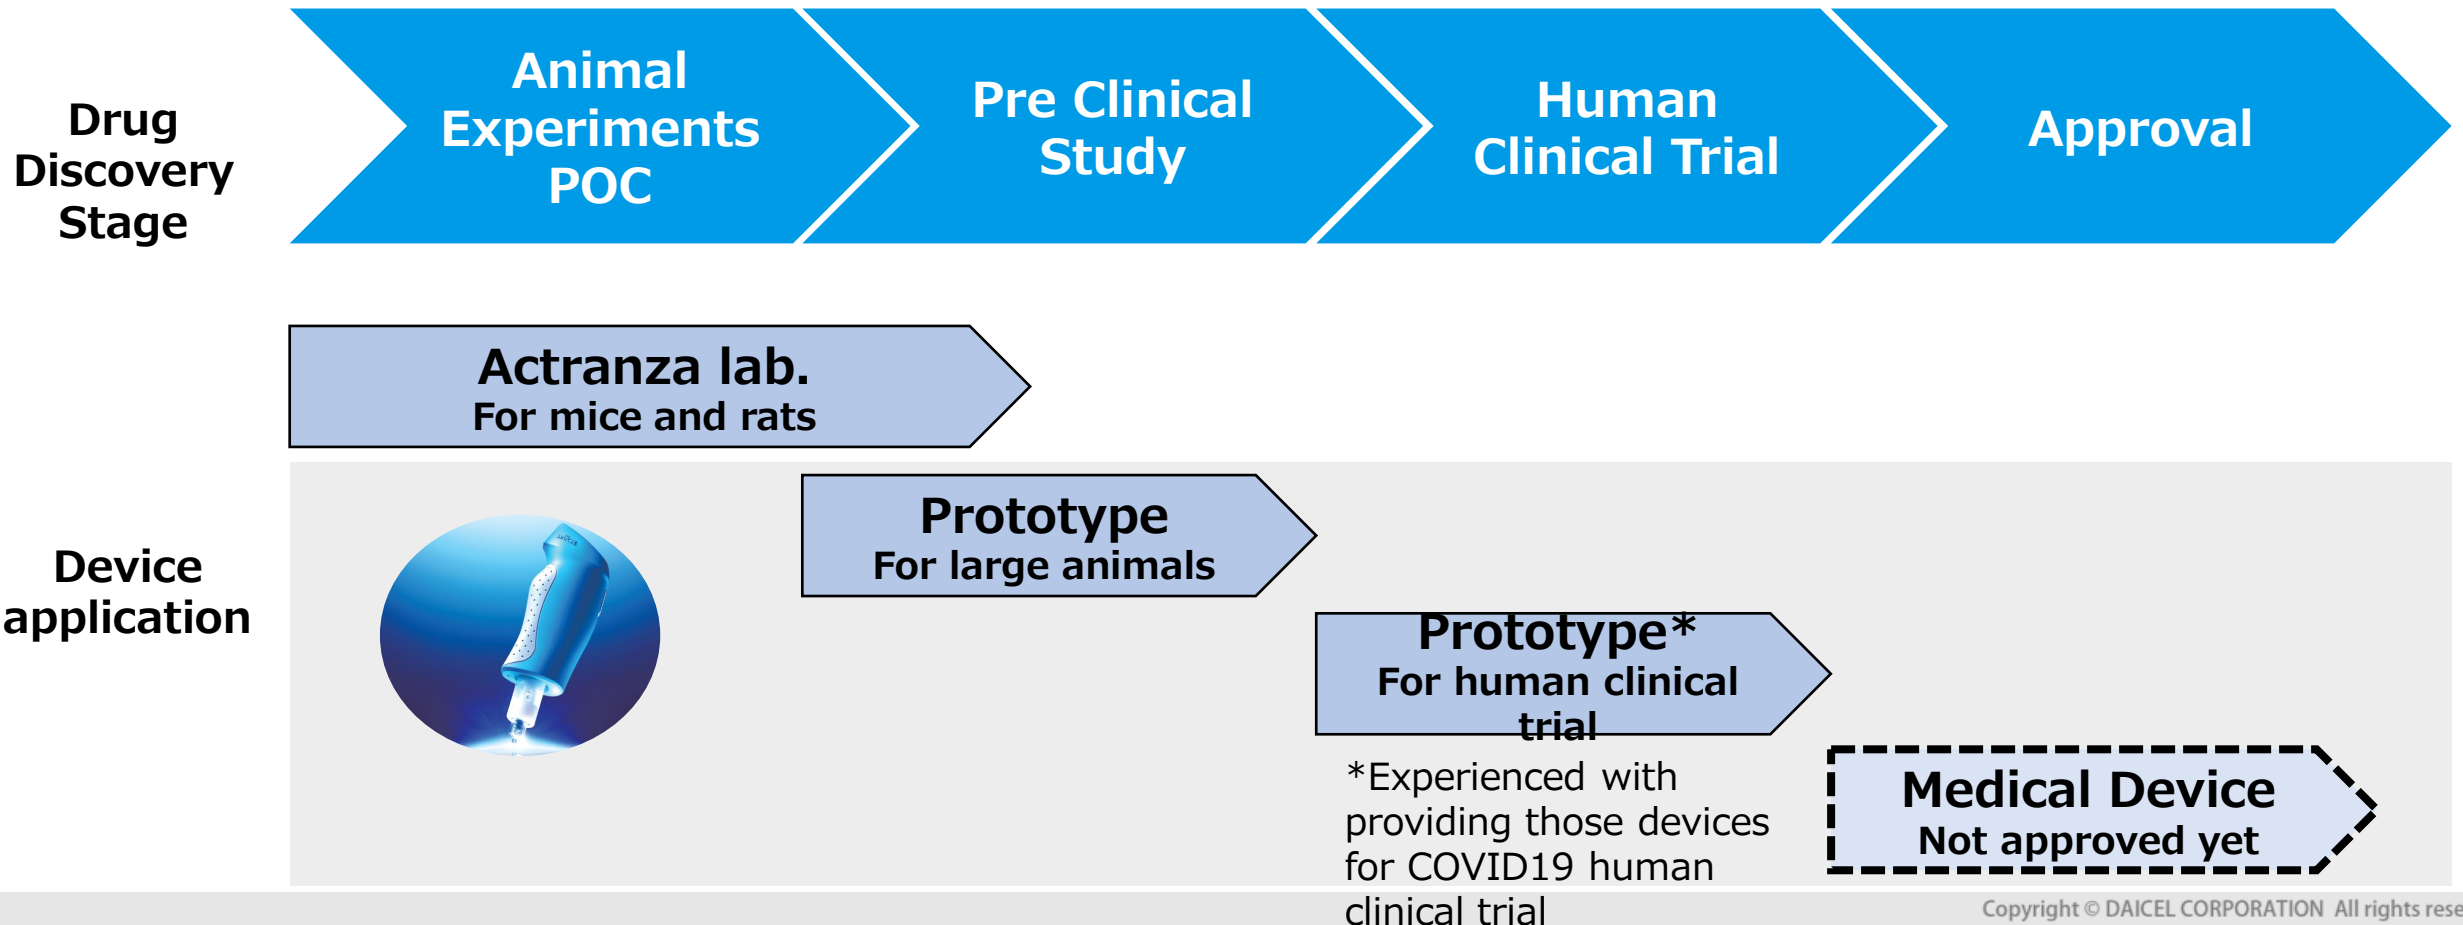 Drug
Discovery
Stage
Animal
Experiments
POC
Pre Clinical
Study
Human
Clinical Trial
Approval
Actranza lab.
For mice and rats
Device
application
Prototype
For large animals
Prototype*
For human clinical
trial
*Experienced with
providing those devices
for COVID19 human
clinical trial
Medical Device
Not approved yet
Copyright © DAICEL CORPORATION All rights rese